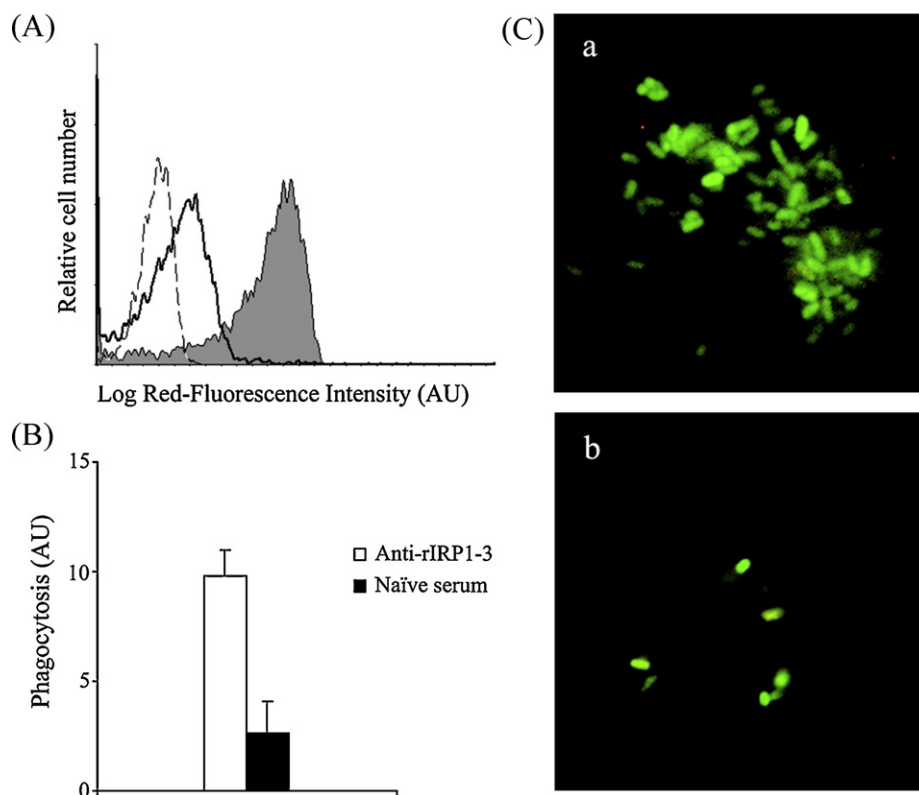 (A)
Relative cell number
Log Red-Fluorescence Intensity (AU)
(B)
15
10
5
0
Phagocytosis (AU)
Anti-rIRP1-3
Naïve serum
(C)
a
b